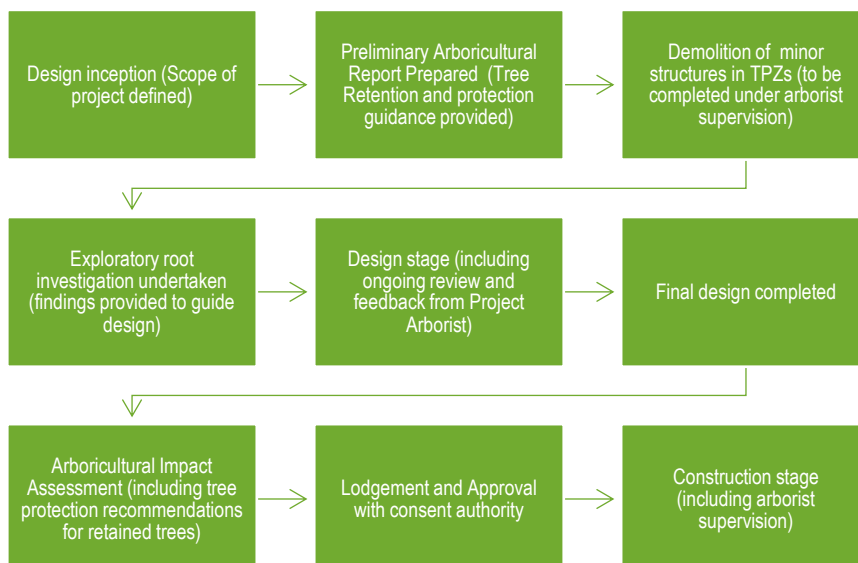 Design inception (Scope of
project defined)
Preliminary Arboricultural
Report Prepared  (Tree
Retention and protection
guidance provided)
Demolition of  minor
structures in TPZs (to be
completed under arborist
supervision)
Exploratory root
investigation undertaken
(findings provided to guide
design)
Design stage (including
ongoing review and
feedback from Project
Arborist)
Final design completed
Arboricultural Impact
Assessment (including tree
protection recommendations
for retained trees)
Lodgement and Approval
with consent authority
Construction stage
(including arborist
supervision)